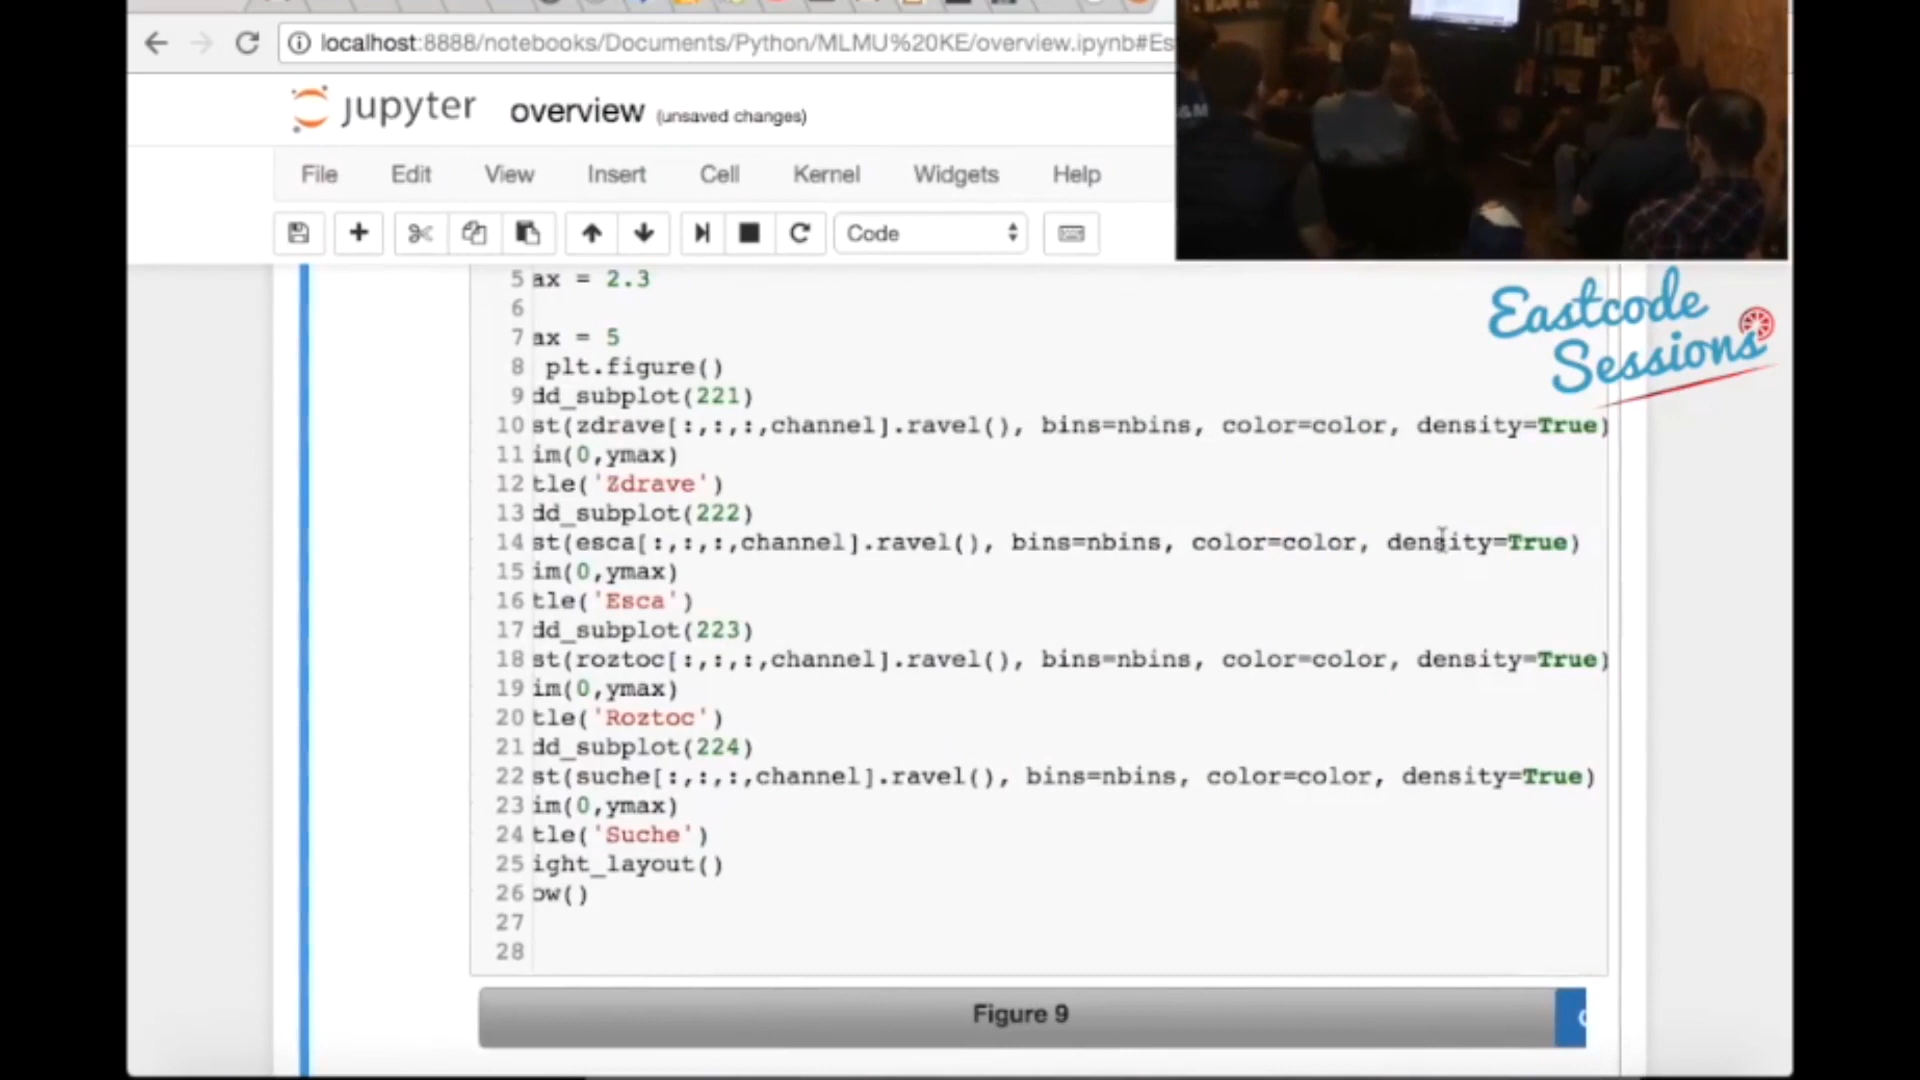 localhost:8888/notebooks/Documents/Python/MLMU%20KE/overview.ipynb#Es
jupyter overview (unsaved changes)
File Edit View Insert Cell Kernel Widgets Help
Code
&M
Eastcode
Sessions
5 ax = 2.3
6
7 ax = 5
8 plt.figure()
9 dd_subplot(221)
10 st(zdrave[:,:,:,channel].ravel(), bins=nbins, color=color, density=True)
11 im(0,ymax)
12 tle('Zdrave')
13 dd_subplot(222)
14 st(esca[:,:,:,channel].ravel(), bins=nbins, color=color, density=True)
15 im(0,ymax)
16 tle('Esca')
17 dd_subplot(223)
18 st(roztoc[:,:,:,channel].ravel(), bins=nbins, color=color, density=True)
19 im(0,ymax)
20 tle('Roztoc')
21 dd_subplot(224)
22 st(suche[:,:,:,channel].ravel(), bins=nbins, color=color, density=True)
23 im(0,ymax)
24 tle('Suche')
25 ight_layout()
26 ow()
27
28
Figure 9